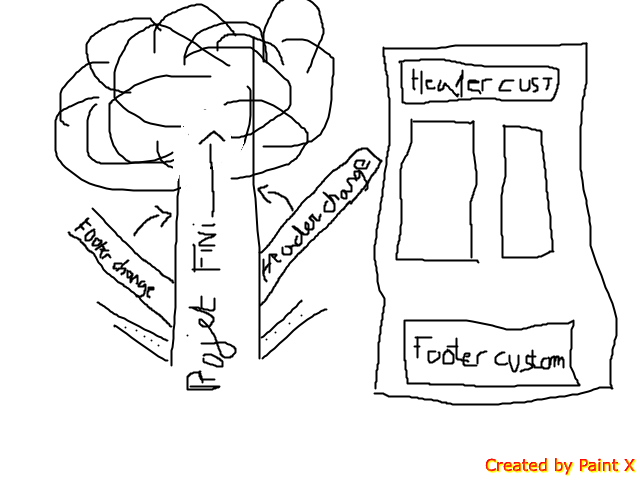 Header cust
Header change
Footer change
Projet Fini
Footer custom
Created by Paint X